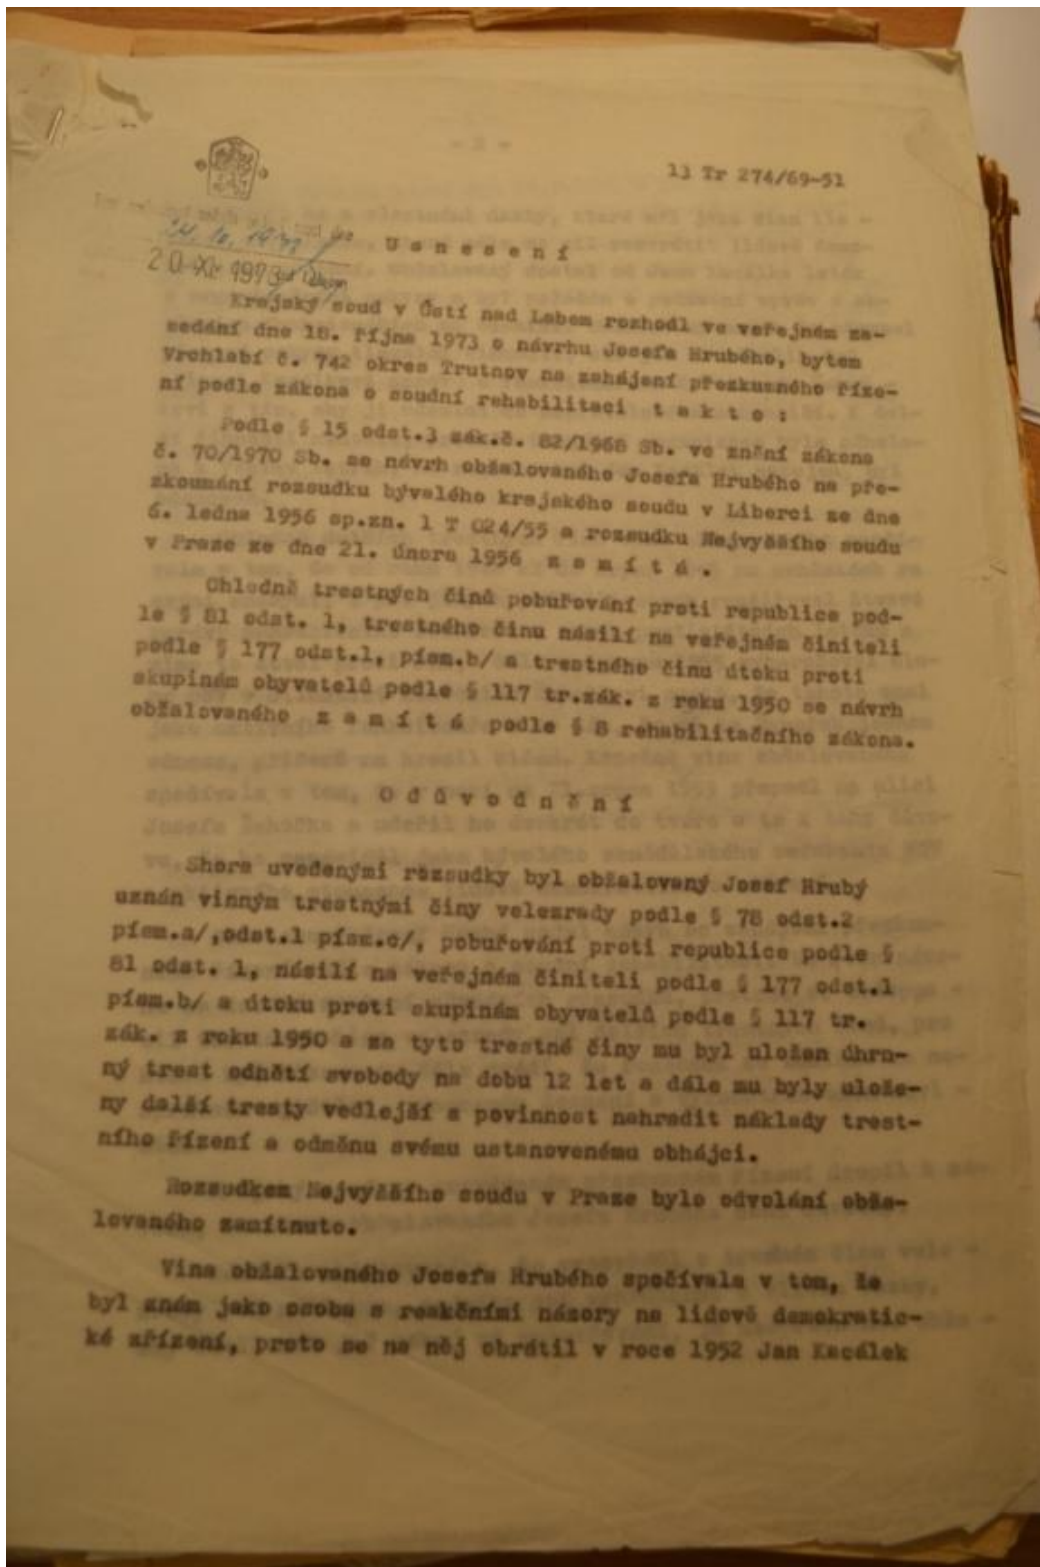 13 Tr 274/69-51
U s n e s e n í
20. XI. 1973
Krajský soud v Ústí nad Labem rozhodl ve veřejném za-
sedání dne 18. října 1973 o návrhu Josefa Hrubého, bytem
Vrchlabí č. 742 okres Trutnov na zahájení přezkusného říze-
ní podle zákona o soudní rehabilitaci t a k t o :
Podle § 15 odst.3 zák.č. 82/1968 Sb. ve znění zákona
č. 70/1970 Sb. se návrh obžalovaného Josefa Hrubého na pře-
zkoumání rozsudku bývalého krajského soudu v Liberci ze dne
6. ledna 1956 sp.zn. 1 T 024/55 a rozsudku Nejvyššího soudu
v Praze ze dne 21. února 1956 z a m í t á .
Ohledně trestných činů pobuřování proti republice pod-
le § 81 odst. 1, trestného činu násilí na veřejném činiteli
podle § 177 odst.1, písm.b/ a trestného činu útoku proti
skupinám obyvatelů podle § 117 tr.zák. z roku 1950 se návrh
obžalovaného z a m í t á podle § 8 rehabilitačního zákona.
O d ů v o d n ě n í
Shora uvedenými rozsudky byl obžalovaný Josef Hrubý
uznán vinným trestnými činy velezrady podle § 78 odst.2
písm.a/,odst.1 písm.c/, pobuřování proti republice podle §
81 odst. 1, násilí na veřejném činiteli podle § 177 odst.1
písm.b/ a útoku proti skupinám obyvatelů podle § 117 tr.
zák. z roku 1950 a za tyto trestné činy mu byl uložen úhrn-
ný trest odnětí svobody na dobu 12 let a dále mu byly ulože-
ny další tresty vedlejší a povinnost nahradit náklady trest-
ního řízení a odměnu svému ustanovenému obhájci.
Rozsudkem Nejvyššího soudu v Praze bylo odvolání obža-
lovaného zamítnuto.
Vina obžalovaného Josefa Hrubého spočívala v tom, že
byl znám jako osoba s reakčními názory na lidově demokratic-
ké zřízení, proto se na něj obrátil v roce 1952 Jan Kacálek